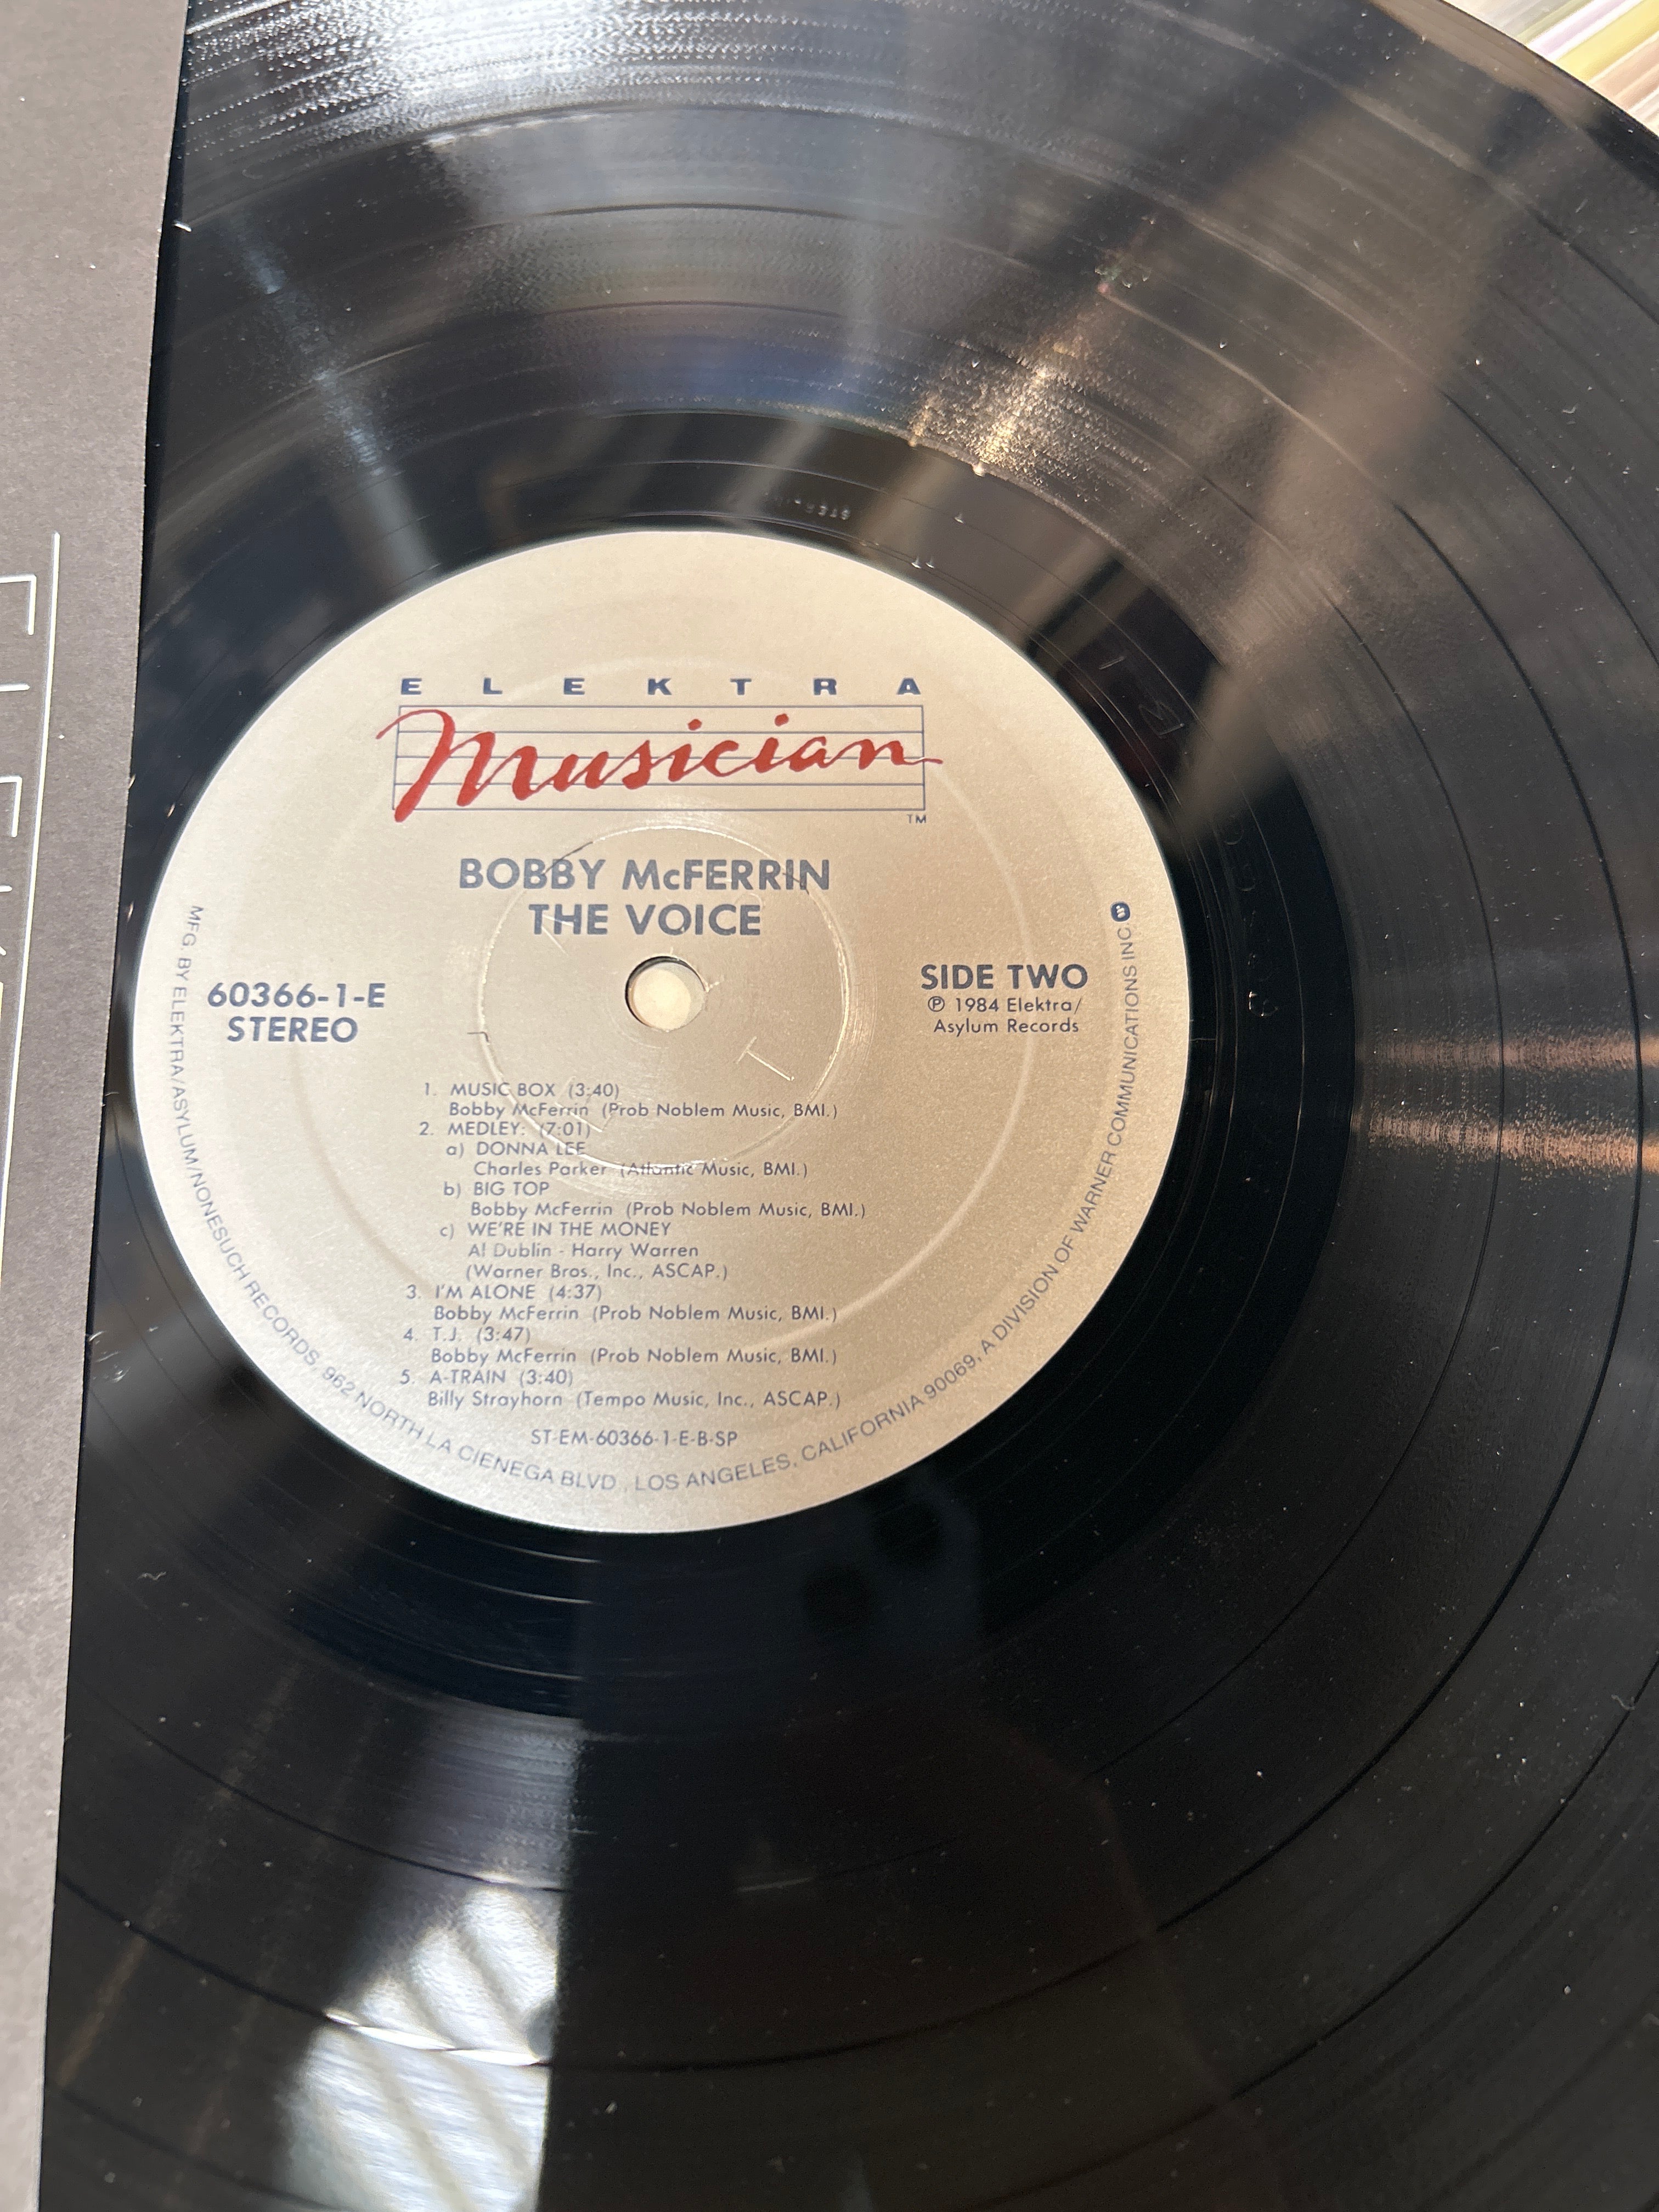 ELEKTRA
Musician
TM
BOBBY McFERRIN
THE VOICE
60366-1-E
STEREO
SIDE TWO
℗ 1984 Elektra/
Asylum Records
1. MUSIC BOX (3:40)
Bobby McFerrin (Prob Noblem Music, BMI.)
2. MEDLEY: (7:01)
a) DONNA LEE
Charles Parker (Atlantic Music, BMI.)
b) BIG TOP
Bobby McFerrin (Prob Noblem Music, BMI.)
c) WE'RE IN THE MONEY
Al Dublin - Harry Warren
(Warner Bros., Inc., ASCAP.)
3. I'M ALONE (4:37)
Bobby McFerrin (Prob Noblem Music, BMI.)
4. T.J. (3:47)
Bobby McFerrin (Prob Noblem Music, BMI.)
5. A-TRAIN (3:40)
Billy Strayhorn (Tempo Music, Inc., ASCAP.)
ST-EM-60366-1-E-B-SP
MFG. BY ELEKTRA/ASYLUM/NONESUCH RECORDS, 962 NORTH LA CIENEGA BLVD., LOS ANGELES, CALIFORNIA 90069, A DIVISION OF WARNER COMMUNICATIONS INC.